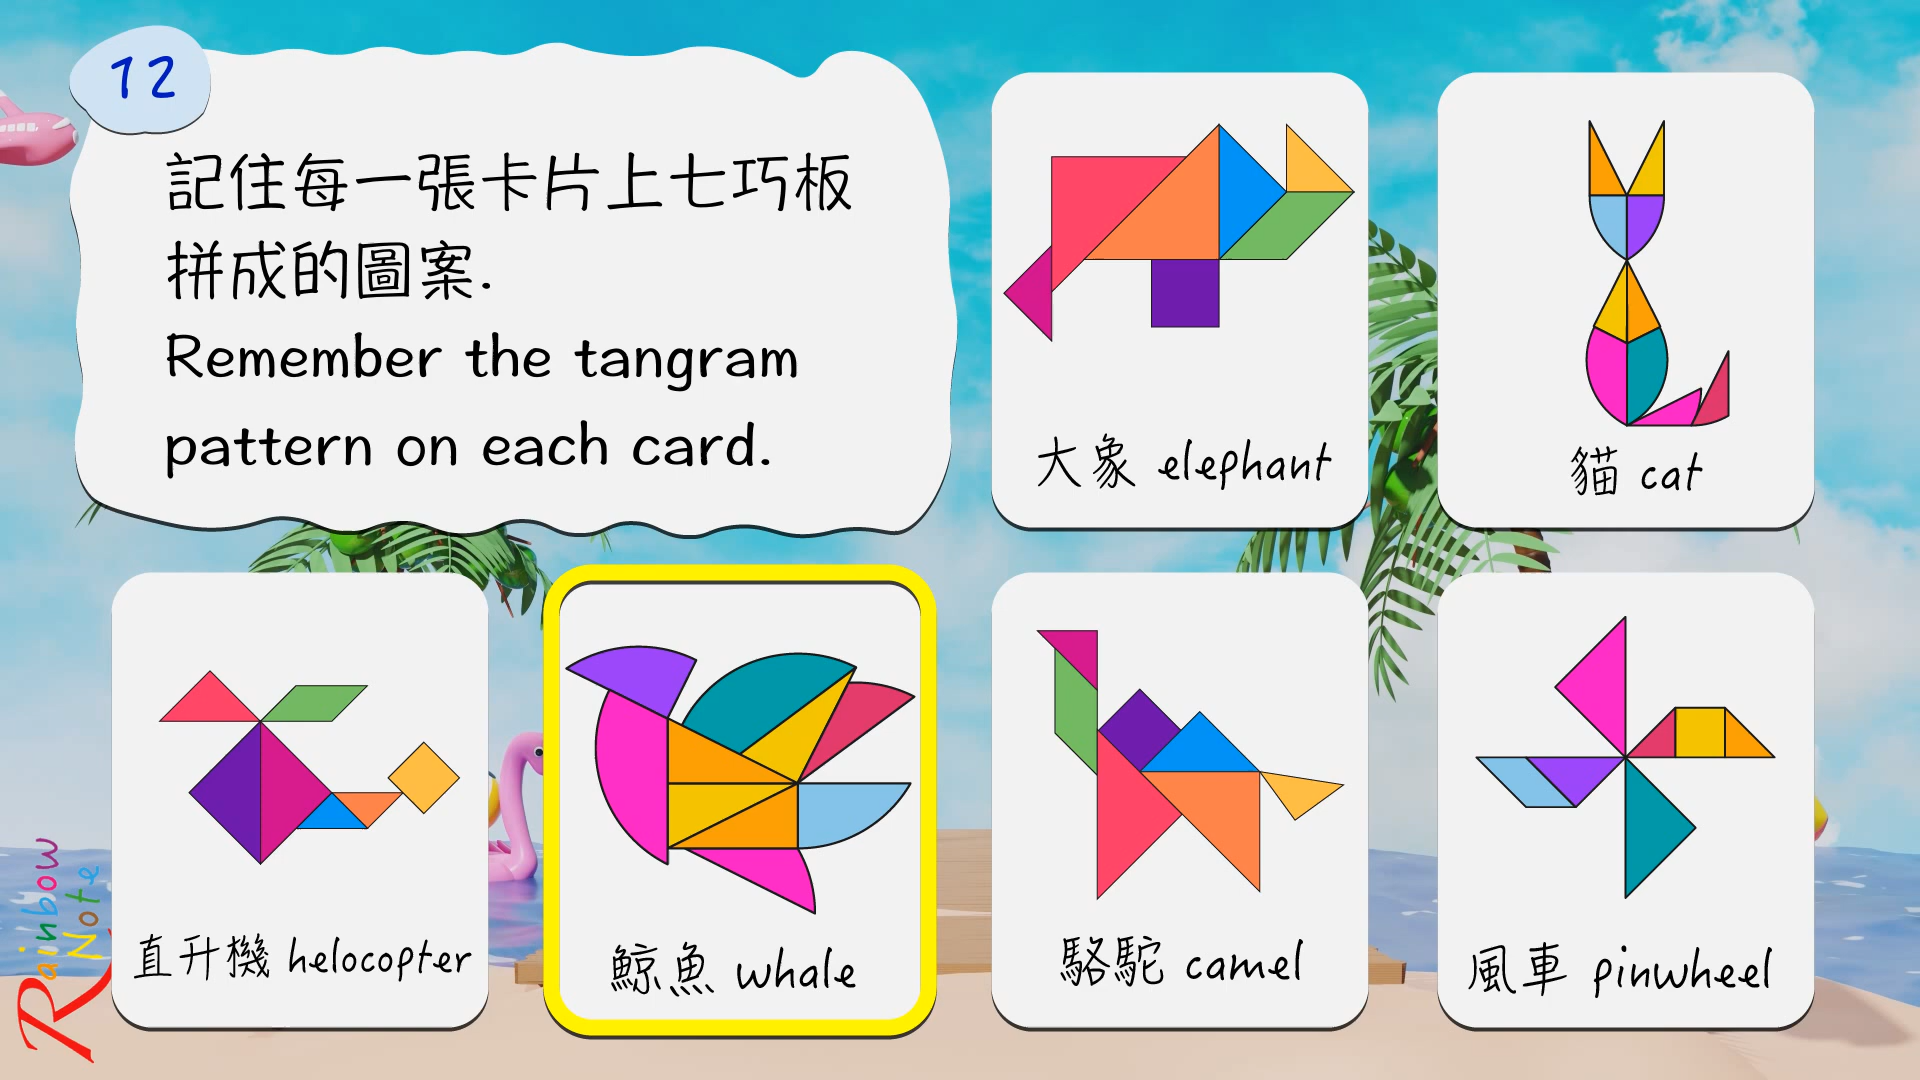 12
記住每一張卡片上七巧板
拼成的圖案.
Remember the tangram
pattern on each card.
大象 elephant
貓 cat
直升機 helocopter
鯨魚 whale
駱駝 camel
風車 pinwheel
Rainbow
Note